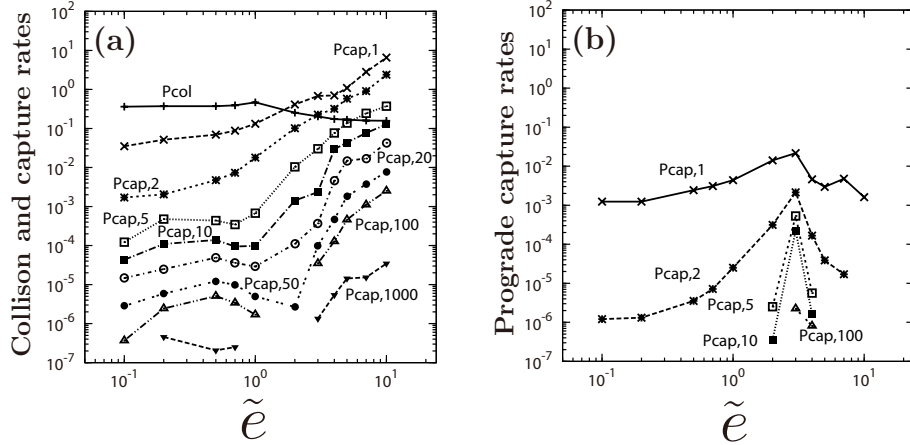 (a)
Collison and capture rates
10^2
10^1
10^0
10^-1
10^-2
10^-3
10^-4
10^-5
10^-6
10^-7
Pcap,1
Pcol
Pcap,2
Pcap,20
Pcap,5
Pcap,10
Pcap,100
Pcap,50
Pcap,1000
10^-1
10^0
10^1
ẽ
(b)
Prograde capture rates
10^2
10^1
10^0
10^-1
10^-2
10^-3
10^-4
10^-5
10^-6
10^-7
Pcap,1
Pcap,2
Pcap,5
Pcap,10
Pcap,100
10^-1
10^0
10^1
ẽ